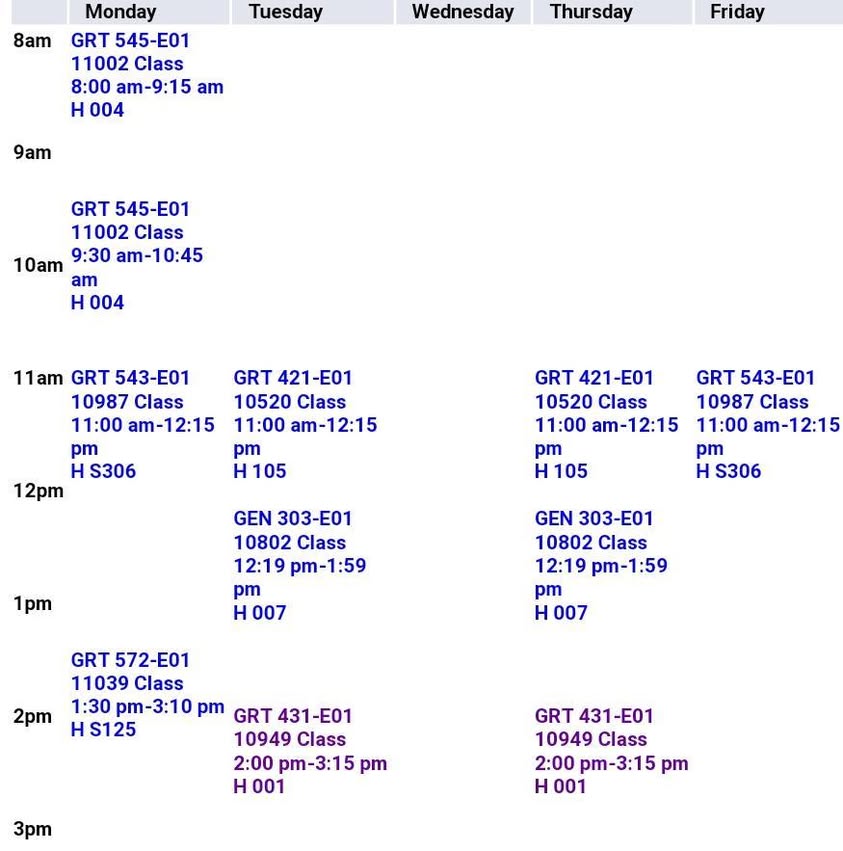 Monday Tuesday Wednesday Thursday Friday
8am
GRT 545-E01
11002 Class
8:00 am-9:15 am
H 004
9am
GRT 545-E01
11002 Class
9:30 am-10:45
am
H 004
10am
11am
GRT 543-E01
10987 Class
11:00 am-12:15
pm
H S306
GRT 421-E01
10520 Class
11:00 am-12:15
pm
H 105
GRT 421-E01
10520 Class
11:00 am-12:15
pm
H 105
GRT 543-E01
10987 Class
11:00 am-12:15
pm
H S306
12pm
GEN 303-E01
10802 Class
12:19 pm-1:59
pm
H 007
GEN 303-E01
10802 Class
12:19 pm-1:59
pm
H 007
1pm
GRT 572-E01
11039 Class
1:30 pm-3:10 pm
H S125
2pm
GRT 431-E01
10949 Class
2:00 pm-3:15 pm
H 001
GRT 431-E01
10949 Class
2:00 pm-3:15 pm
H 001
3pm